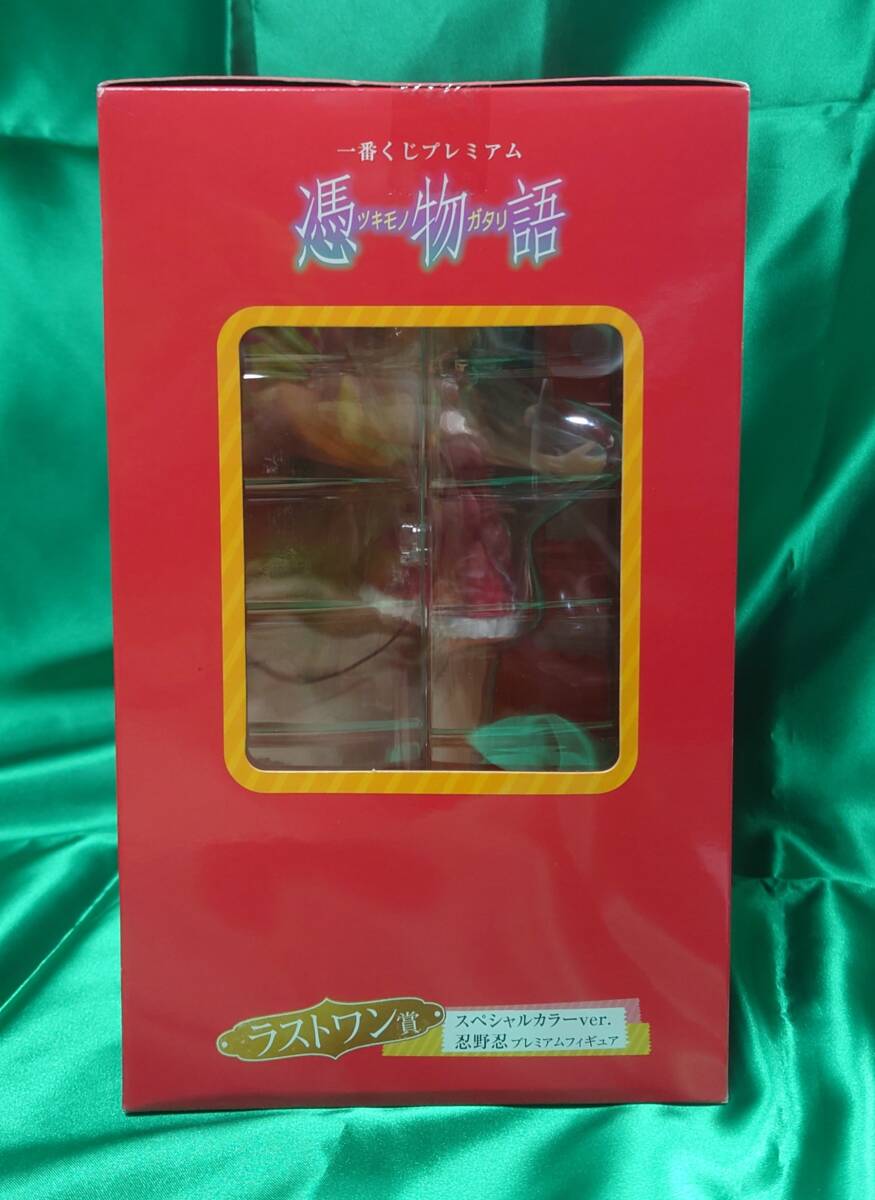 一番くじプレミアム
憑物語
ツキモノガタリ
ラストワン賞
スペシャルカラーver.
忍野忍 プレミアムフィギュア